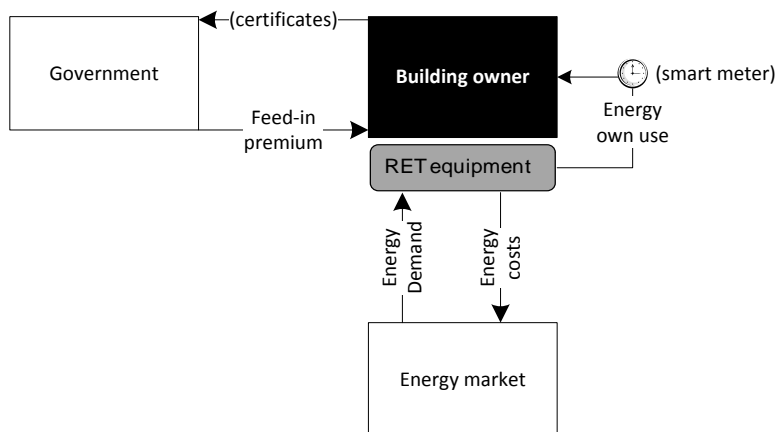 (certificates)
Government
Building owner
(smart meter)
Feed-in
premium
Energy
own use
RET equipment
Energy
Demand
Energy
costs
Energy market